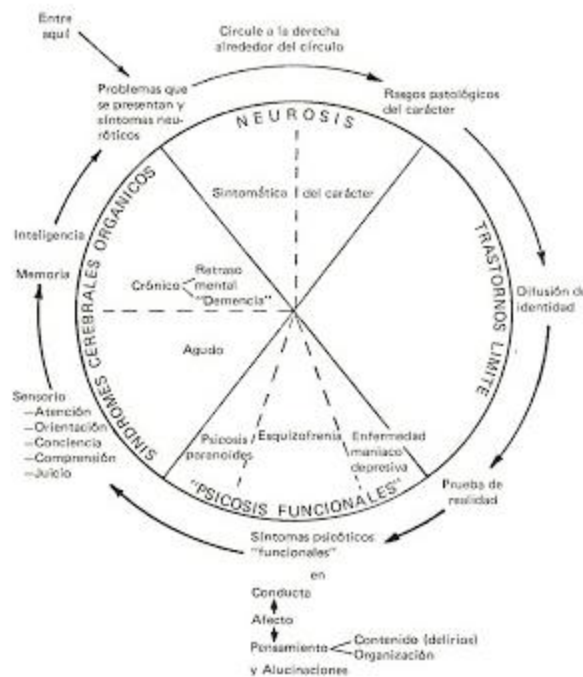 Entre
aquí
Circule a la derecha
alrededor del círculo
Problemas que
se presentan y
síntomas neu-
róticos
Rasgos patológicos
del carácter
NEUROSIS
Sintomática
del carácter
TRASTORNOS LIMITE
Difusión de
identidad
Prueba de
realidad
"PSICOSIS FUNCIONALES"
Psicosis
paranoides
Esquizofrenia
Enfermedad
maniaco
depresiva
Síntomas psicóticos
"funcionales"
en
Conducta
Afecto
Pensamiento
Contenido (delirios)
Organización
y Alucinaciones
SINDROMES CEREBRALES ORGANICOS
Crónico
Retraso
mental
"Demencia"
Agudo
Sensorio
—Atención
—Orientación
—Conciencia
—Comprensión
—Juicio
Memoria
Inteligencia